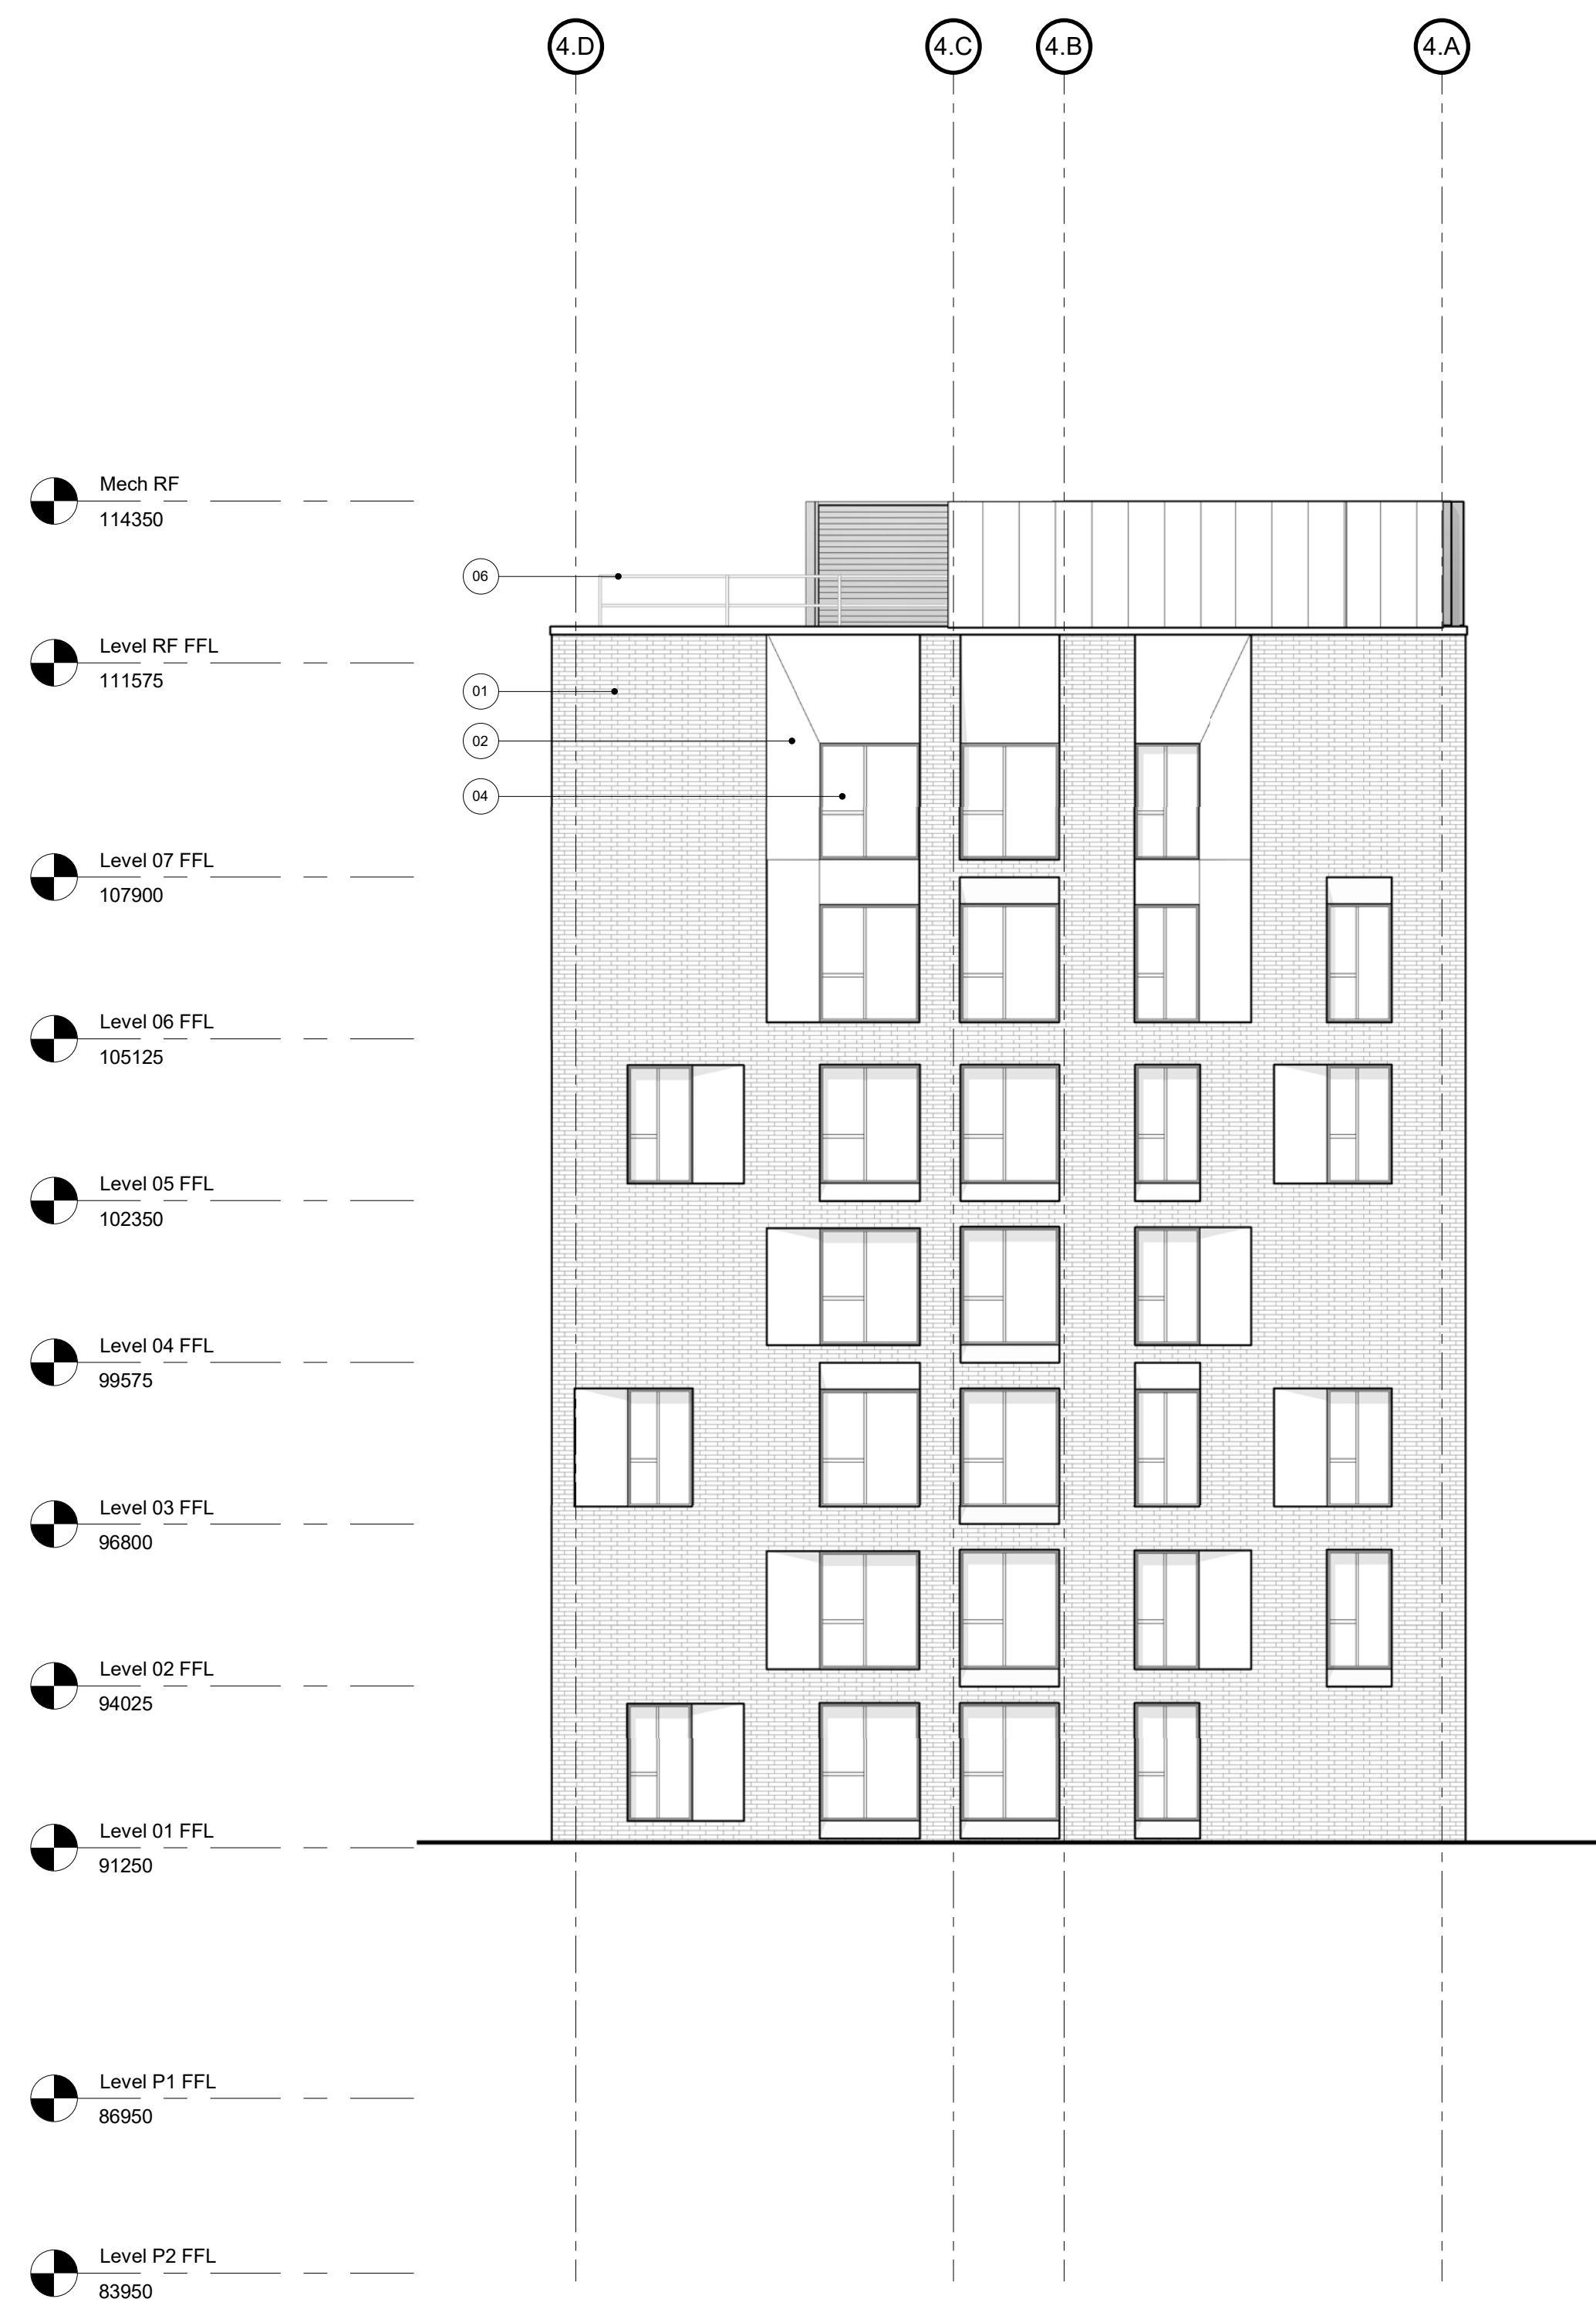 4.D
4.C
4.B
4.A
Mech RF
114350
06
Level RF FFL
111575
01
02
04
Level 07 FFL
107900
Level 06 FFL
105125
Level 05 FFL
102350
Level 04 FFL
99575
Level 03 FFL
96800
Level 02 FFL
94025
Level 01 FFL
91250
Level P1 FFL
86950
Level P2 FFL
83950